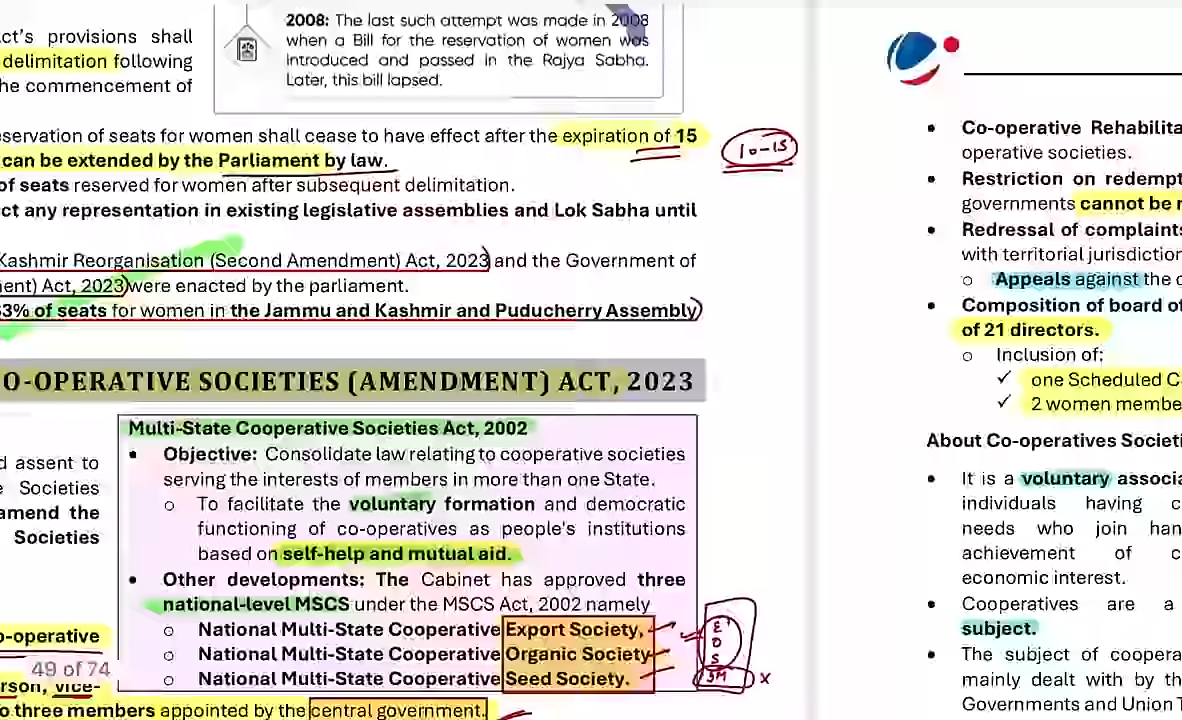 2008: The last such attempt was made in 2008
when a Bill for the reservation of women was
introduced and passed in the Rajya Sabha.
Later, this bill lapsed.
ct's provisions shall
delimitation following
he commencement of
eservation of seats for women shall cease to have effect after the expiration of 15
can be extended by the Parliament by law.
10-15
of seats reserved for women after subsequent delimitation.
ct any representation in existing legislative assemblies and Lok Sabha until
Kashmir Reorganisation (Second Amendment) Act, 2023) and the Government of
ent) Act, 2023) were enacted by the parliament.
33% of seats for women in the Jammu and Kashmir and Puducherry Assembly)
O-OPERATIVE SOCIETIES (AMENDMENT) ACT, 2023
d assent to
e Societies
amend the
Societies
o-operative
49 of 74
rson, vice-
o three members appointed by the central government.
Multi-State Cooperative Societies Act, 2002
• Objective: Consolidate law relating to cooperative societies
serving the interests of members in more than one State.
o To facilitate the voluntary formation and democratic
functioning of co-operatives as people's institutions
based on self-help and mutual aid.
• Other developments: The Cabinet has approved three
national-level MSCS under the MSCS Act, 2002 namely
o National Multi-State Cooperative Export Society,
o National Multi-State Cooperative Organic Society
o National Multi-State Cooperative Seed Society.
E
O
S
SM x
• Co-operative Rehabilita
operative societies.
• Restriction on redempt
governments cannot be r
• Redressal of complaints
with territorial jurisdiction
o Appeals against the c
• Composition of board of
of 21 directors.
o Inclusion of:
✓ one Scheduled C
✓ 2 women membe
About Co-operatives Societi
• It is a voluntary associa
individuals having c
needs who join han
achievement of c
economic interest.
• Cooperatives are a
subject.
• The subject of coopera
mainly dealt with by th
Governments and Union T